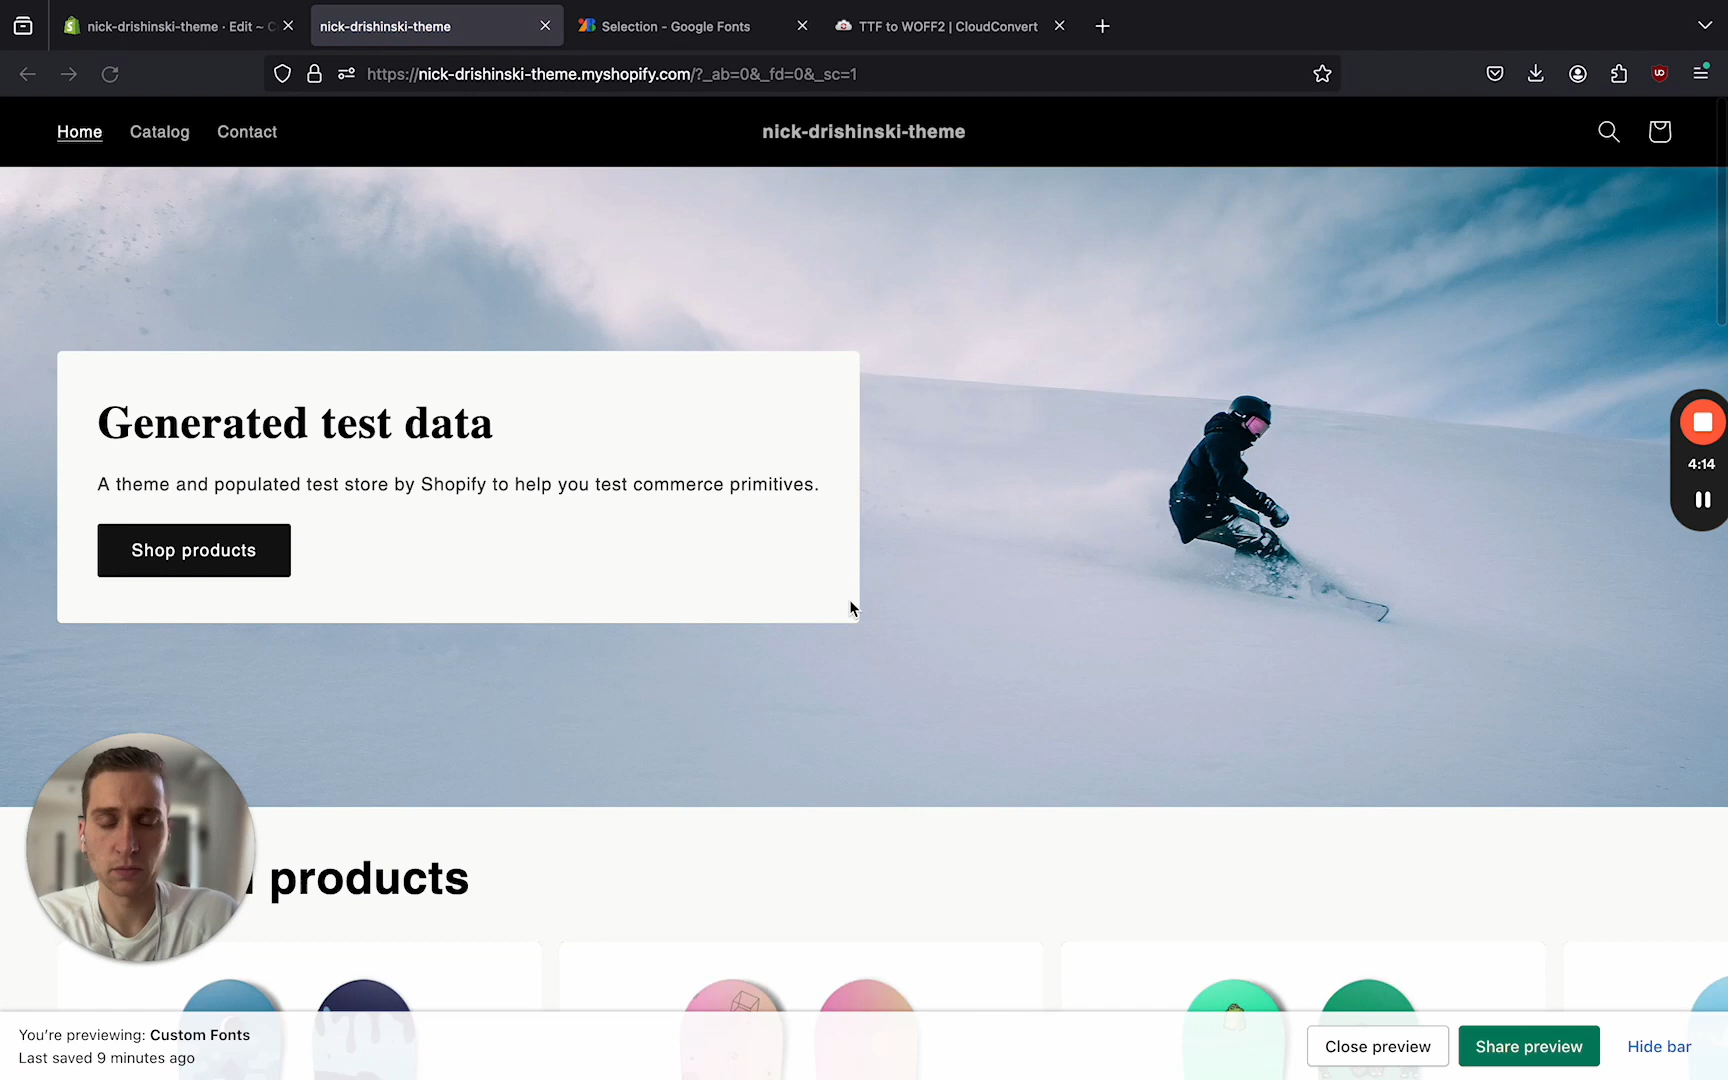 nick-drishinski-theme · Edit ~ C
nick-drishinski-theme
Selection - Google Fonts
TTF to WOFF2 | CloudConvert
https://nick-drishinski-theme.myshopify.com/?_ab=0&_fd=0&_sc=1
Home
Catalog
Contact
nick-drishinski-theme
Generated test data
A theme and populated test store by Shopify to help you test commerce primitives.
Shop products
4:14
products
You're previewing: Custom Fonts
Last saved 9 minutes ago
Close preview
Share preview
Hide bar